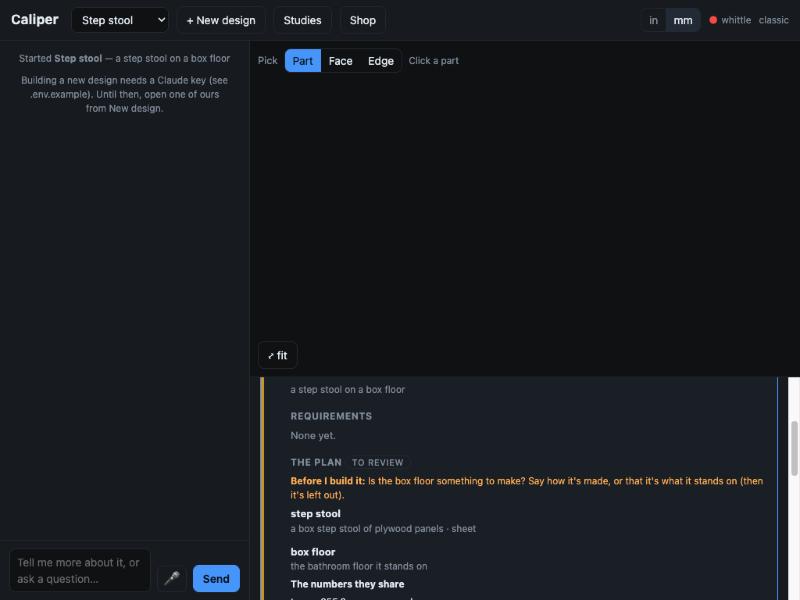 Caliper
Step stool
+ New design
Studies
Shop
in
mm
whittle
classic
Started Step stool — a step stool on a box floor
Building a new design needs a Claude key (see
.env.example). Until then, open one of ours
from New design.
Pick
Part
Face
Edge
Click a part
fit
a step stool on a box floor
REQUIREMENTS
None yet.
THE PLAN TO REVIEW
Before I build it: Is the box floor something to make? Say how it's made, or that it's what it stands on (then
it's left out).
step stool
a box step stool of plywood panels · sheet
box floor
the bathroom floor it stands on
The numbers they share
Tell me more about it, or
ask a question...
Send